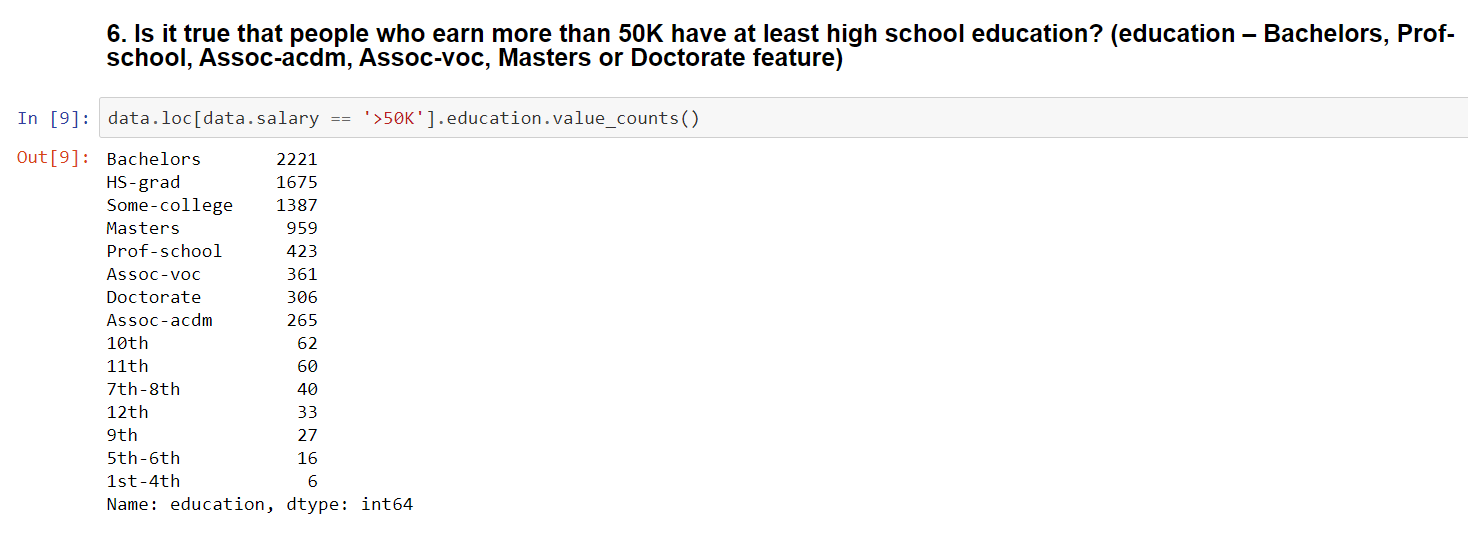 6. Is it true that people who earn more than 50K have at least high school education? (education – Bachelors, Prof-
school, Assoc-acdm, Assoc-voc, Masters or Doctorate feature)
In [9]: data.loc[data.salary == '>50K'].education.value_counts()
Out[9]: Bachelors 2221
HS-grad 1675
Some-college 1387
Masters 959
Prof-school 423
Assoc-voc 361
Doctorate 306
Assoc-acdm 265
10th 62
11th 60
7th-8th 40
12th 33
9th 27
5th-6th 16
1st-4th 6
Name: education, dtype: int64